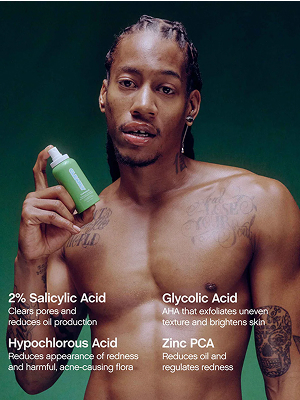 2% Salicylic Acid
Clears pores and
reduces oil production
Glycolic Acid
AHA that exfoliates uneven
texture and brightens skin
Hypochlorous Acid
Reduces appearance of redness
and harmful, acne-causing flora
Zinc PCA
Reduces oil and
regulates redness